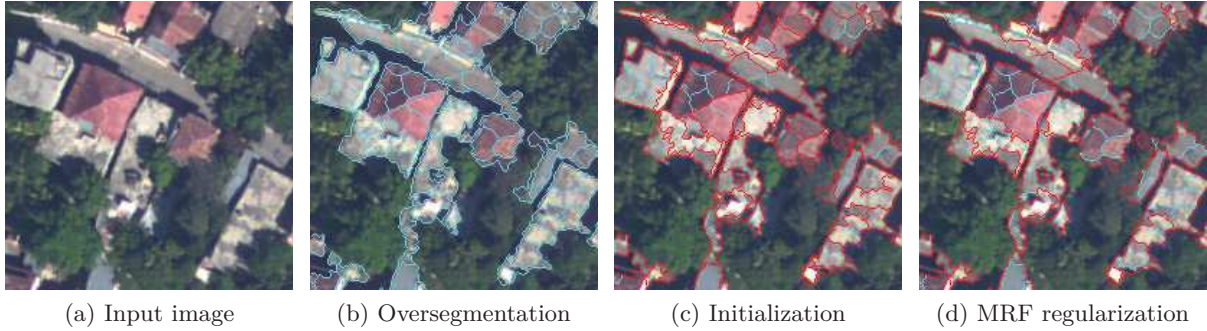 (a) Input image
(b) Oversegmentation
(c) Initialization
(d) MRF regularization